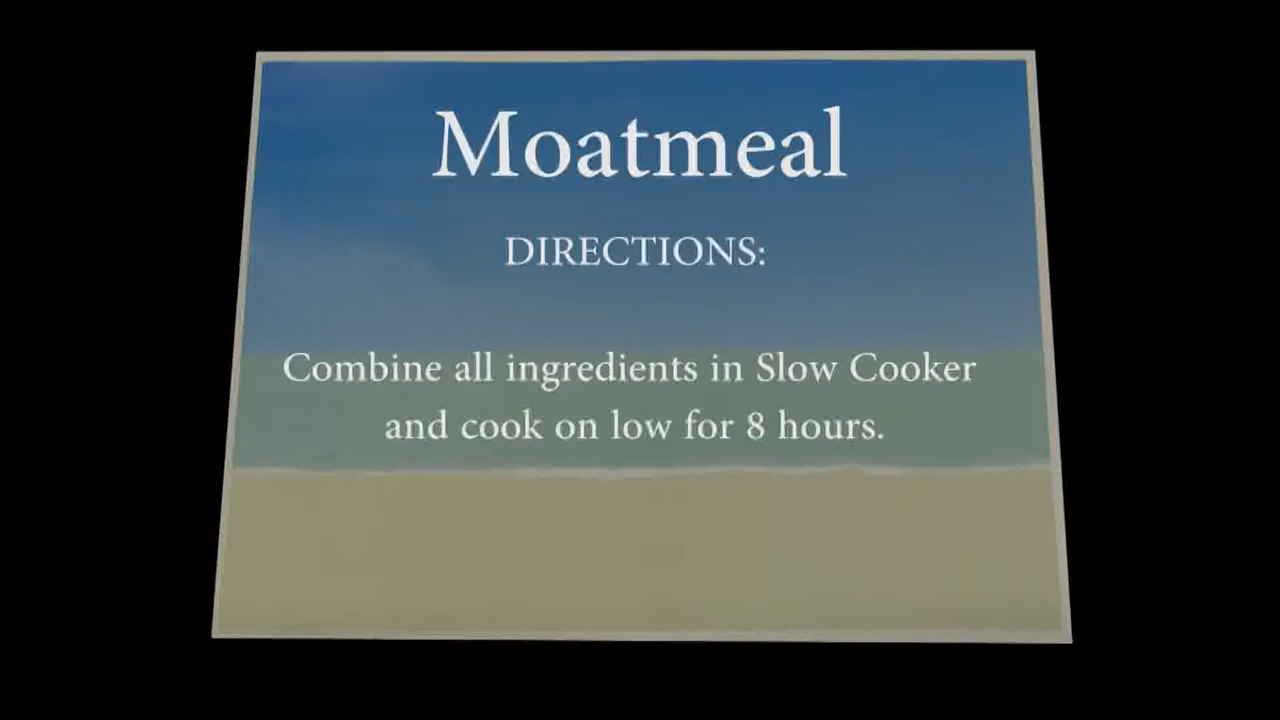 Moatmeal
DIRECTIONS:
Combine all ingredients in Slow Cooker
and cook on low for 8 hours.